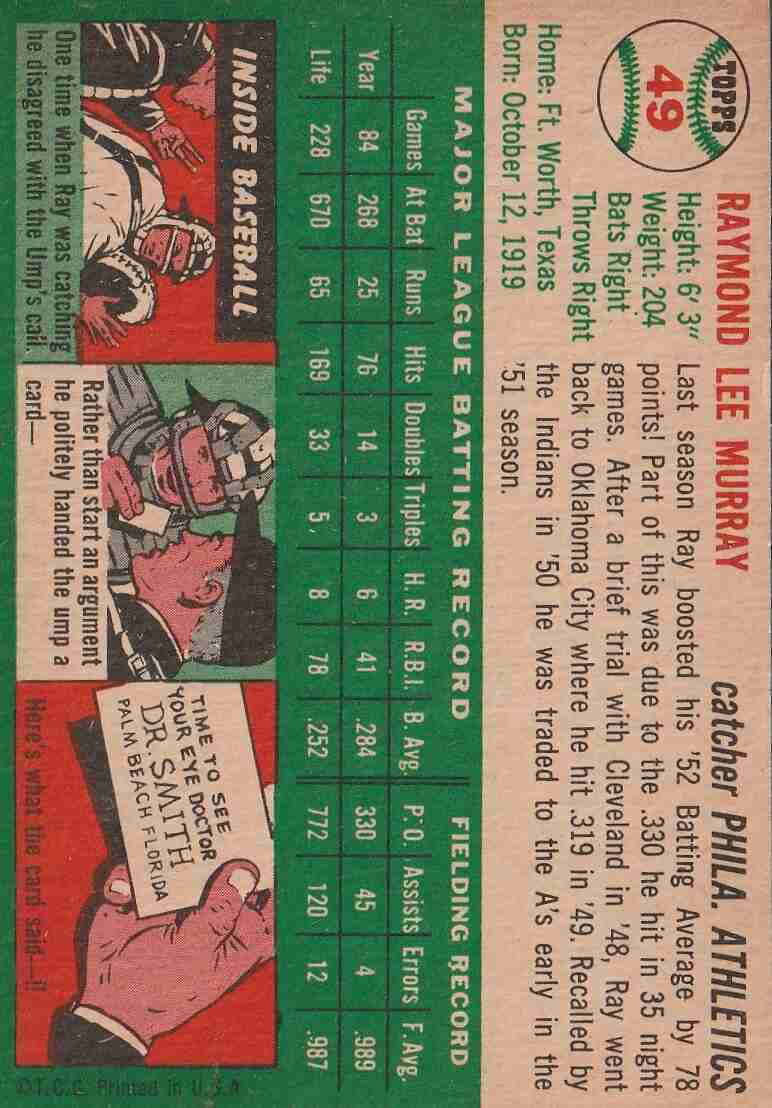 TOPPS
49
RAYMOND LEE MURRAY
catcher PHILA. ATHLETICS
Height: 6' 3"
Weight: 204
Bats Right
Throws Right
Home: Ft. Worth, Texas
Born: October 12, 1919
Last season Ray boosted his '52 Batting Average by 78
points! Part of this was due to the .330 he hit in 35 night
games. After a brief trial with Cleveland in '48, Ray went
back to Oklahoma City where he hit .319 in '49. Recalled by
the Indians in '50 he was traded to the A's early in the
'51 season.
MAJOR LEAGUE BATTING RECORD FIELDING RECORD
Games At Bat Runs Hits Doubles Triples H. R. R.B.I. B. Avg. P. O. Assists Errors F. Avg.
Year 84 268 25 76 14 3 6 41 .284 330 45 4 .989
Life 228 670 65 169 33 5 8 78 .252 772 120 12 .987
INSIDE BASEBALL
One time when Ray was catching
he disagreed with the Ump's call.
Rather than start an argument
he politely handed the ump a
card—
TIME TO SEE
YOUR EYE DOCTOR
DR. SMITH
PALM BEACH FLORIDA
Here's what the card said—!!
©T.C.G. Printed in U.S.A